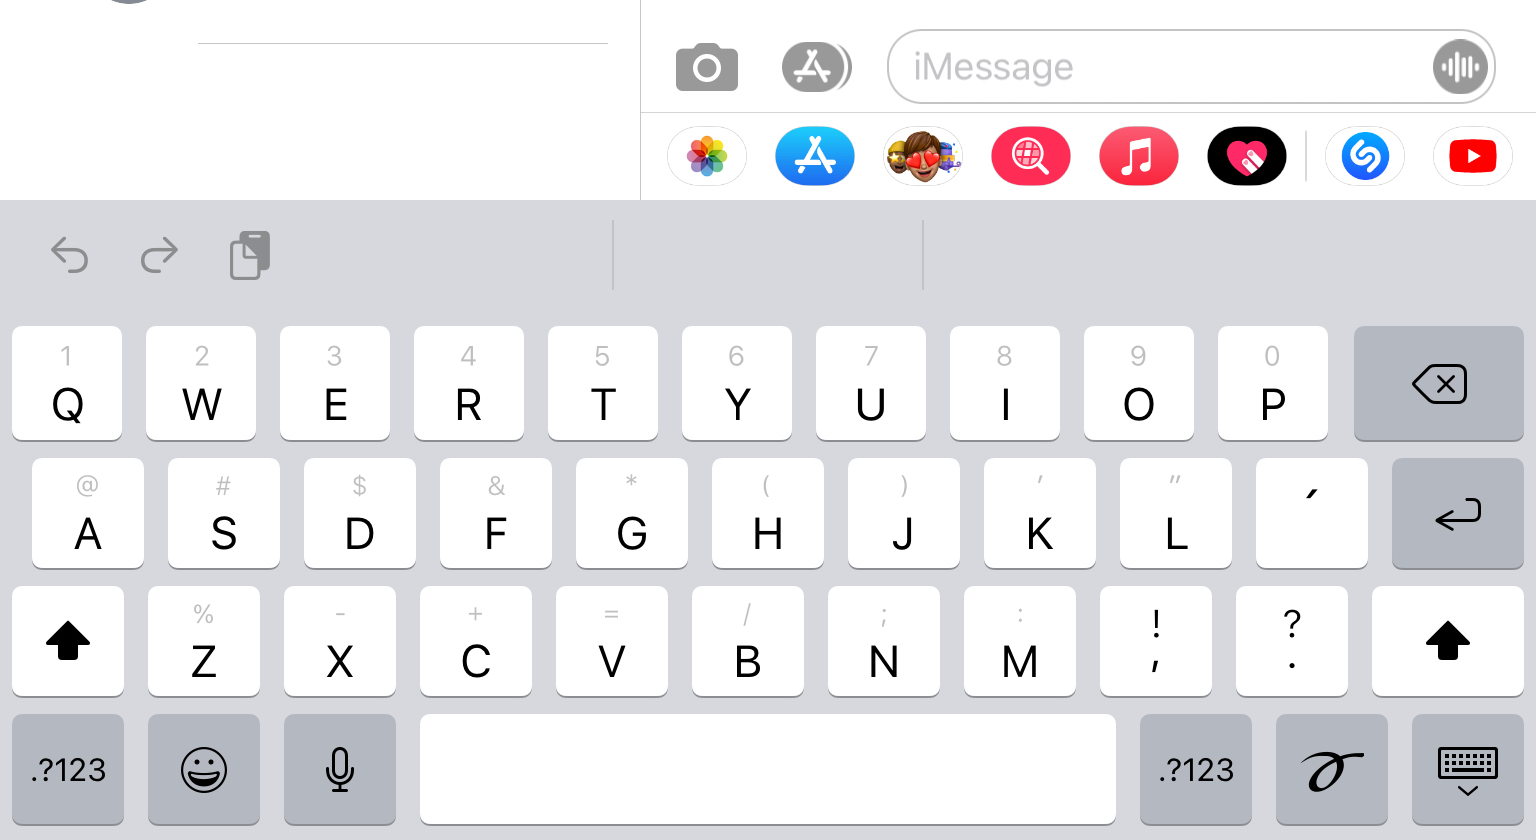 iMessage
1 2 3 4 5 6 7 8 9 0
Q W E R T Y U I O P
@ # $ & * ( ) ′ ″
A S D F G H J K L ´
% - + = / ; : ! ?
Z X C V B N M , .
.?123 .?123